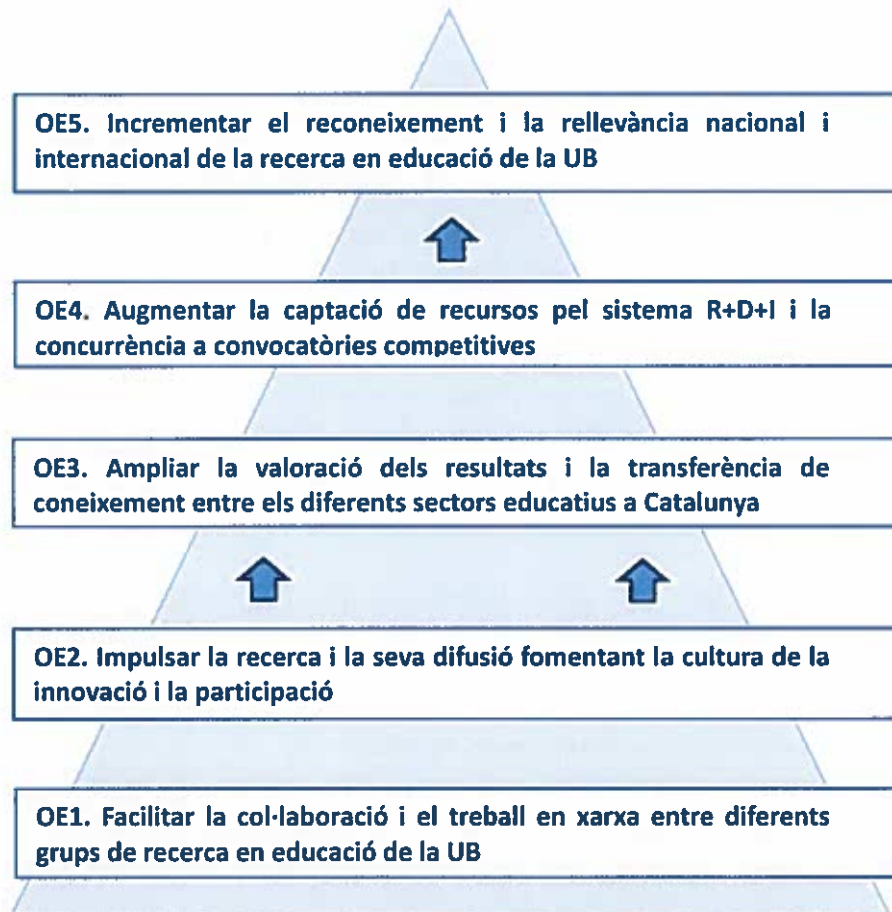 OE5. Incrementar el reconeixement i la rellevància nacional i
internacional de la recerca en educació de la UB
OE4. Augmentar la captació de recursos pel sistema R+D+I i la
concurrència a convocatòries competitives
OE3. Ampliar la valoració dels resultats i la transferència de
coneixement entre els diferents sectors educatius a Catalunya
OE2. Impulsar la recerca i la seva difusió fomentant la cultura de la
innovació i la participació
OE1. Facilitar la col·laboració i el treball en xarxa entre diferents
grups de recerca en educació de la UB